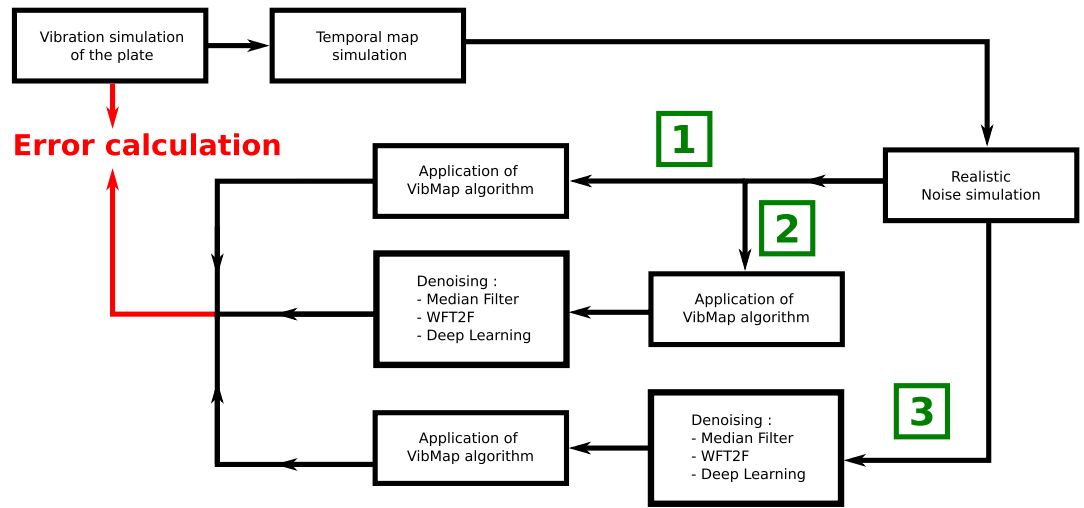 Vibration simulation
of the plate
Temporal map
simulation
Error calculation
1
Application of
VibMap algorithm
Realistic
Noise simulation
2
Denoising :
- Median Filter
- WFT2F
- Deep Learning
Application of
VibMap algorithm
3
Application of
VibMap algorithm
Denoising :
- Median Filter
- WFT2F
- Deep Learning